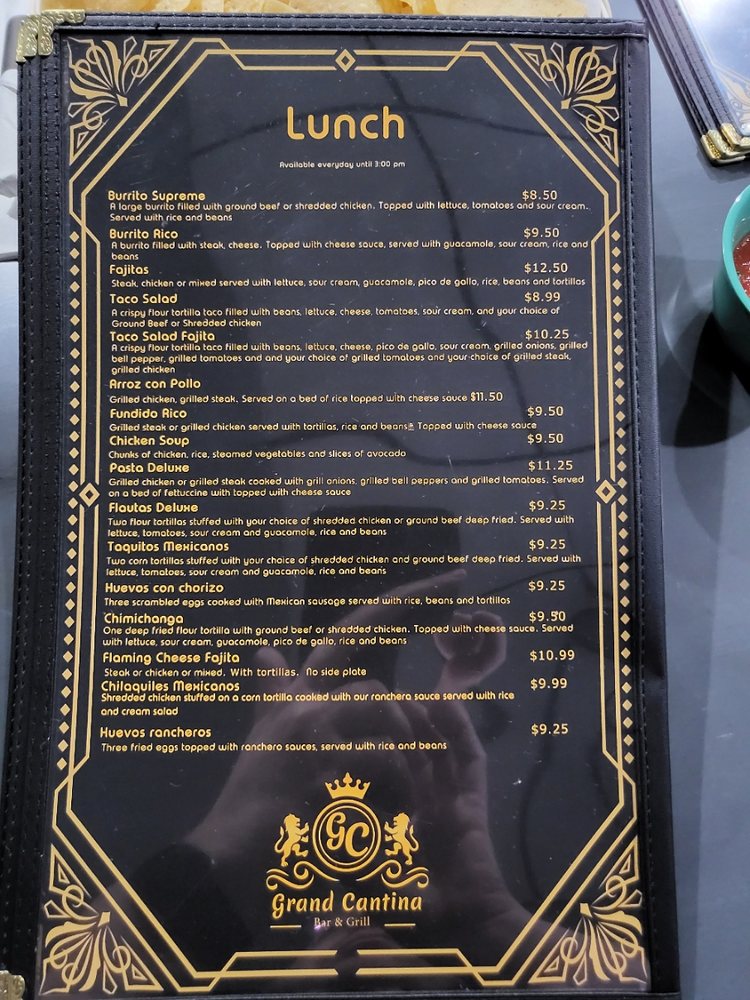 Lunch
Available everyday until 3:00 pm
Burrito Supreme $8.50
A large burrito filled with ground beef or shredded chicken. Topped with lettuce, tomatoes and sour cream.
Served with rice and beans
Burrito Rico $9.50
A burrito filled with steak, cheese. Topped with cheese sauce, served with guacamole, sour cream, rice and
beans
Fajitas $12.50
Steak, chicken or mixed served with lettuce, sour cream, guacamole, pico de gallo, rice, beans and tortillas
Taco Salad $8.99
A crispy flour tortilla taco filled with beans, lettuce, cheese, tomatoes, sour cream, and your choice of
Ground Beef or Shredded chicken
Taco Salad Fajita $10.25
A crispy flour tortilla taco filled with beans, lettuce, cheese, pico de gallo, sour cream, grilled onions, grilled
bell pepper, grilled tomatoes and and your choice of grilled tomatoes and your choice of grilled steak,
grilled chicken
Arroz con Pollo
Grilled chicken, grilled steak. Served on a bed of rice topped with cheese sauce $11.50
Fundido Rico $9.50
Grilled steak or grilled chicken served with tortillas, rice and beans Topped with cheese sauce
Chicken Soup $9.50
Chunks of chicken, rice, steamed vegetables and slices of avocado
Pasta Deluxe $11.25
Grilled chicken or grilled steak cooked with grill onions, grilled bell peppers and grilled tomatoes. Served
on a bed of fettuccine with topped with cheese sauce
Flautas Deluxe $9.25
Two flour tortillas stuffed with your choice of shredded chicken or ground beef deep fried. Served with
lettuce, tomatoes, sour cream and guacamole, rice and beans
Taquitos Mexicanos $9.25
Two corn tortillas stuffed with your choice of shredded chicken and ground beef deep fried. Served with
lettuce, tomatoes, sour cream and guacamole, rice and beans
Huevos con chorizo $9.25
Three scrambled eggs cooked with Mexican sausage served with rice, beans and tortillas
Chimichanga $9.50
One deep fried flour tortilla with ground beef or shredded chicken. Topped with cheese sauce. Served
with lettuce, sour cream, guacamole, pico de gallo, rice and beans
Flaming Cheese Fajita $10.99
Steak or chicken or mixed. With tortillas. No side plate
Chilaquiles Mexicanos $9.99
Shredded chicken stuffed on a corn tortilla cooked with our ranchera sauce served with rice
and cream salad
Huevos rancheros $9.25
Three fried eggs topped with ranchero sauces, served with rice and beans
GC
Grand Cantina
Bar & Grill